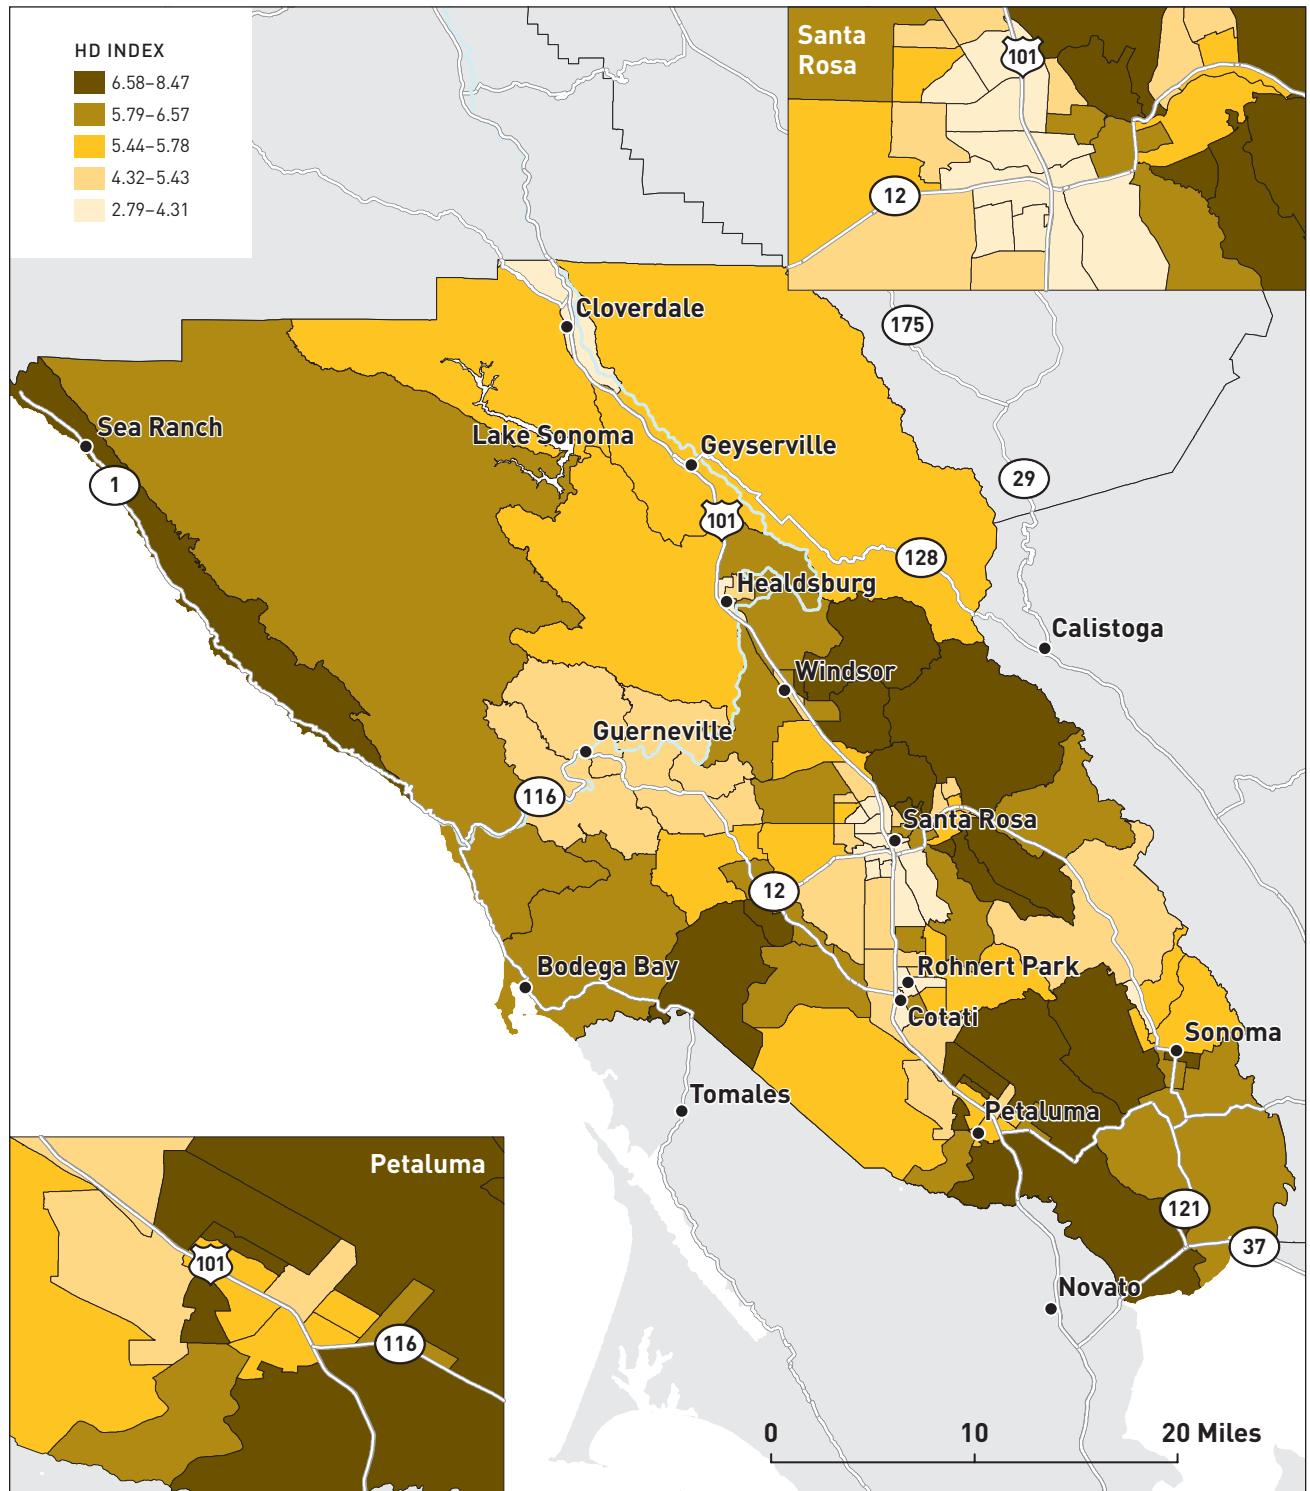 HD INDEX
6.58–8.47
5.79–6.57
5.44–5.78
4.32–5.43
2.79–4.31
Santa
Rosa
101
12
175
Cloverdale
Sea Ranch
1
Lake Sonoma
Geyserville
29
101
128
Healdsburg
Calistoga
Windsor
Guerneville
116
Santa Rosa
12
Bodega Bay
Rohnert Park
Cotati
Sonoma
Tomales
Petaluma
Petaluma
101
116
121
37
Novato
0 10 20 Miles